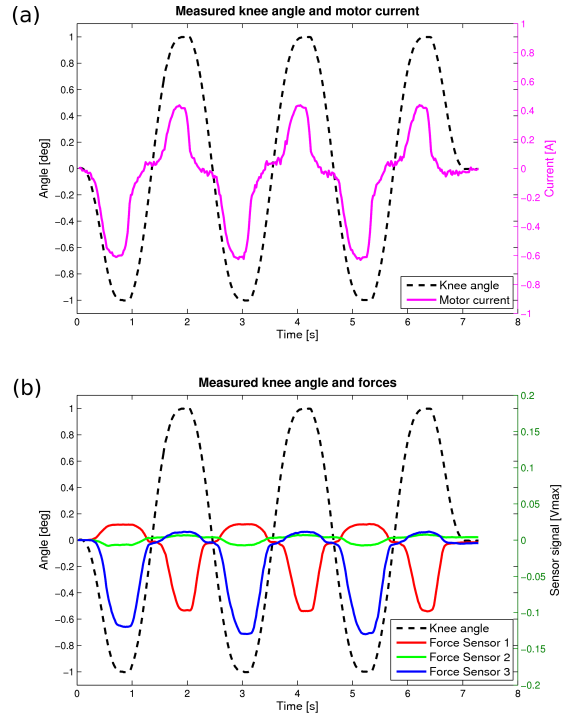 (a)
Measured knee angle and motor current
Angle [deg]
1
0.8
0.6
0.4
0.2
0
−0.2
−0.4
−0.6
−0.8
−1
1
0.8
0.6
0.4
0.2
0
−0.2
−0.4
−0.6
−0.8
−1
Current [A]
Knee angle
Motor current
0 1 2 3 4 5 6 7 8
Time [s]
(b)
Measured knee angle and forces
Angle [deg]
1
0.8
0.6
0.4
0.2
0
−0.2
−0.4
−0.6
−0.8
−1
0.2
0.15
0.1
0.05
0
−0.05
−0.1
−0.15
−0.2
Sensor signal [Vmax]
Knee angle
Force Sensor 1
Force Sensor 2
Force Sensor 3
0 1 2 3 4 5 6 7 8
Time [s]